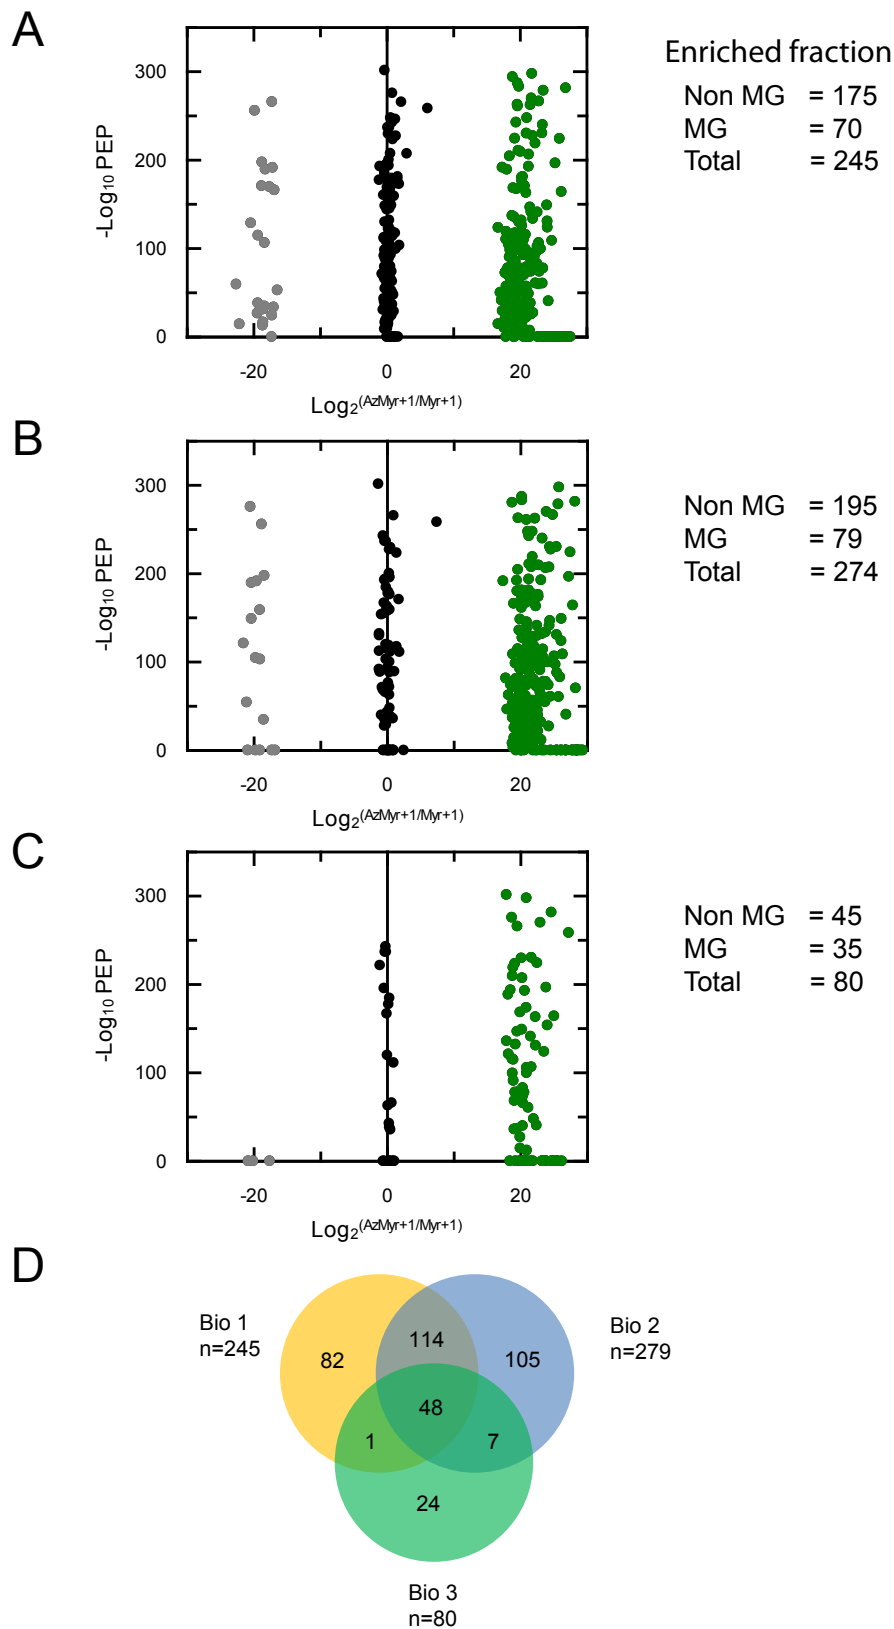 A
Enriched fraction
Non MG = 175
MG = 70
Total = 245
-Log10 PEP
300
200
100
0
-20 0 20
Log2(AzMyr+1/Myr+1)
B
Non MG = 195
MG = 79
Total = 274
-Log10 PEP
300
200
100
0
-20 0 20
Log2(AzMyr+1/Myr+1)
C
Non MG = 45
MG = 35
Total = 80
-Log10 PEP
300
200
100
0
-20 0 20
Log2(AzMyr+1/Myr+1)
D
Bio 1
n=245
Bio 2
n=279
82
114
105
48
1
7
24
Bio 3
n=80